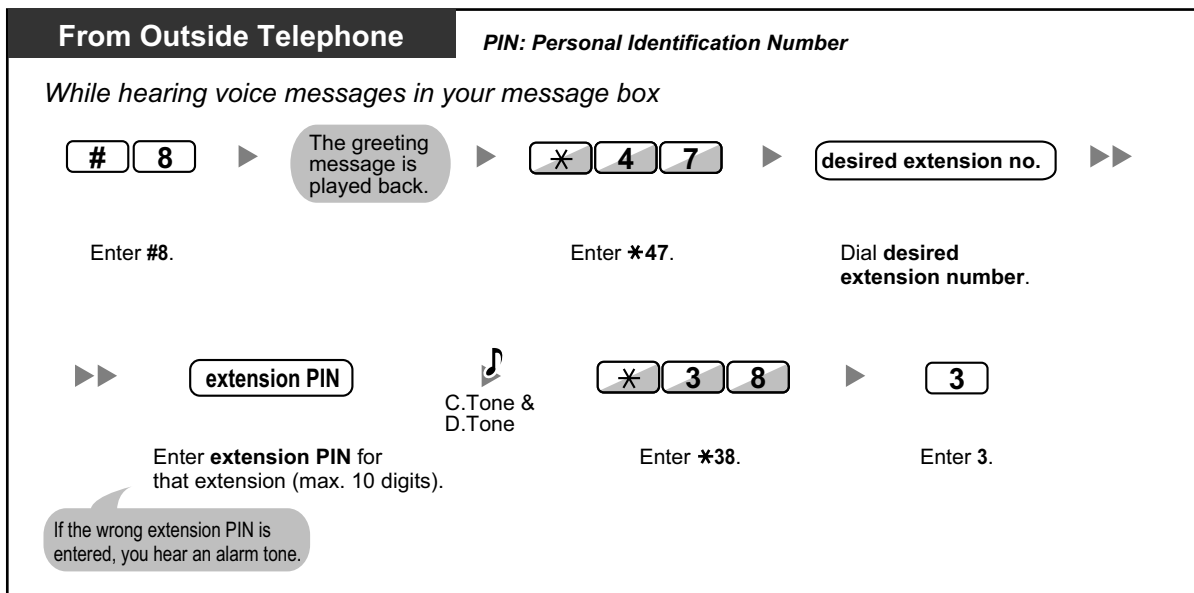 From Outside Telephone
PIN: Personal Identification Number
While hearing voice messages in your message box
# 8
The greeting
message is
played back.
* 4 7
desired extension no.
Enter #8.
Enter *47.
Dial desired
extension number.
extension PIN
C.Tone &
D.Tone
* 3 8
3
Enter extension PIN for
that extension (max. 10 digits).
Enter *38.
Enter 3.
If the wrong extension PIN is
entered, you hear an alarm tone.